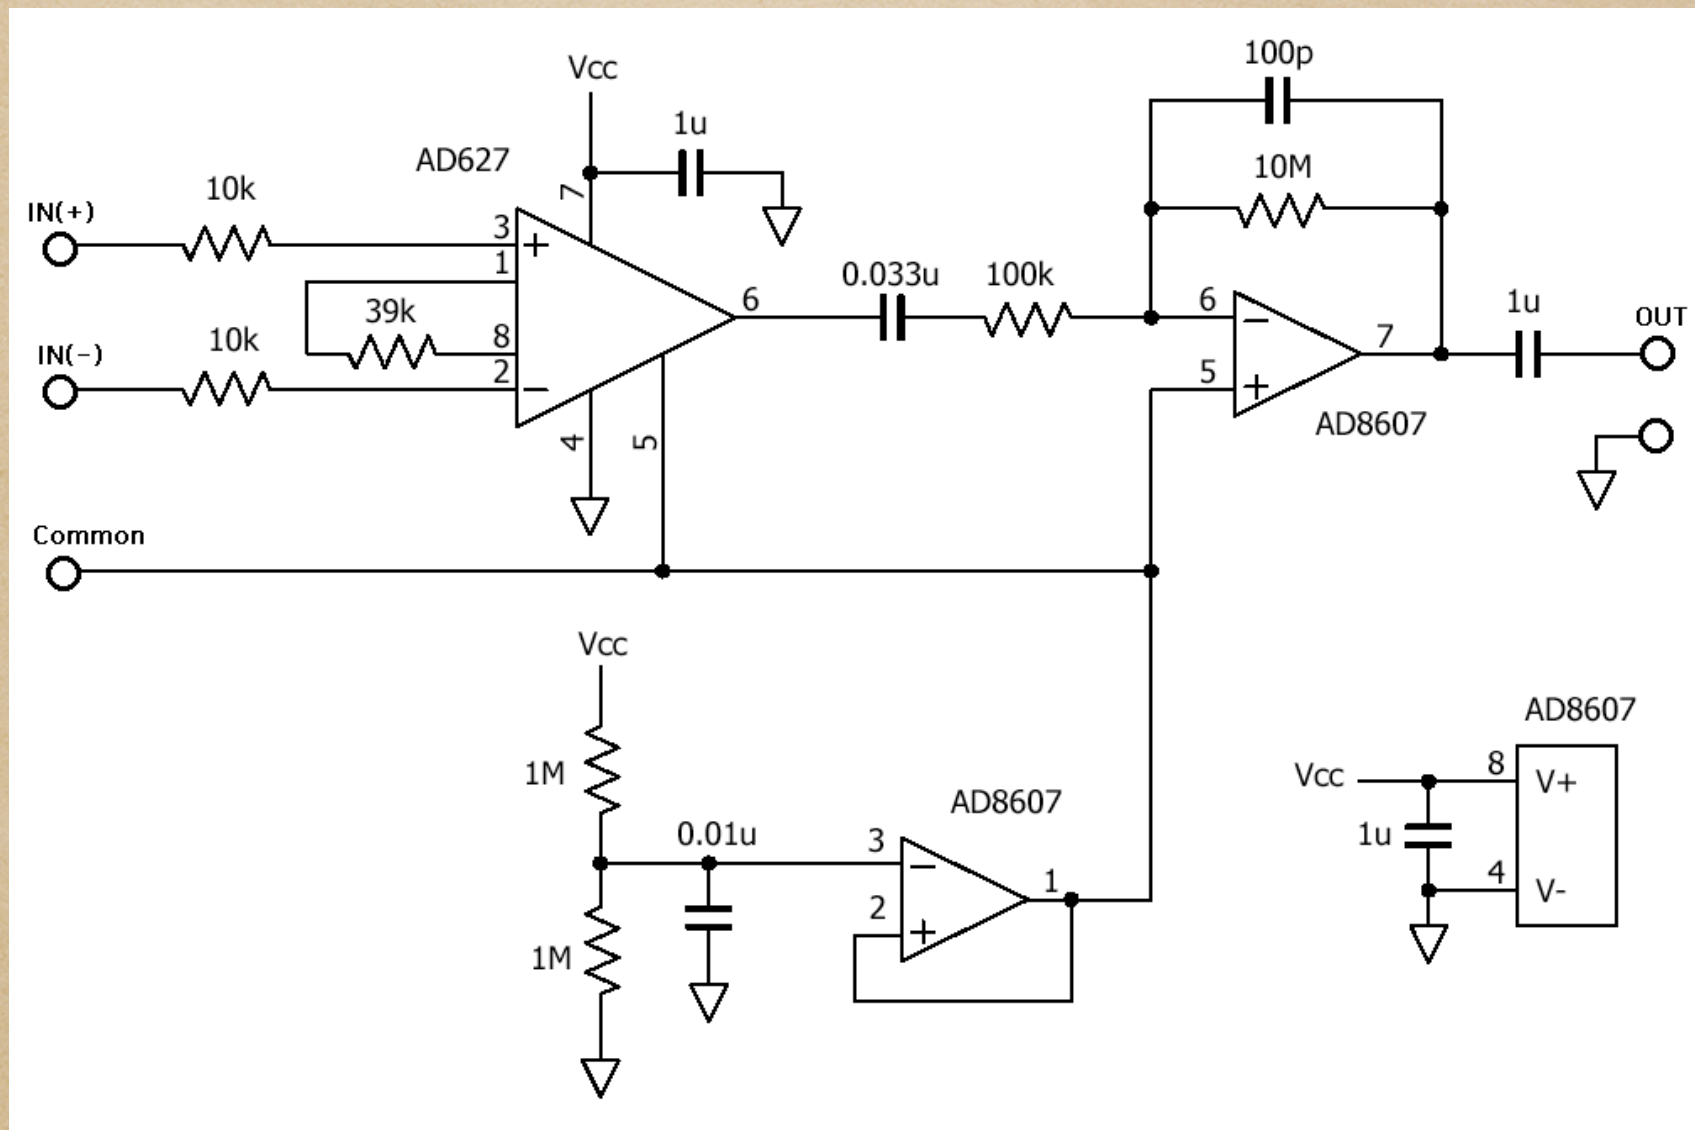 100p
Vcc
1u
AD627
10M
7
10k
IN(+)
3
+
1
0.033u
100k
6
6
−
1u
OUT
39k
7
10k
8
IN(-)
2
−
5
+
AD8607
4
5
Common
Vcc
AD8607
1M
Vcc
8
V+
AD8607
0.01u
3
−
1u
4
V-
1
2
+
1M